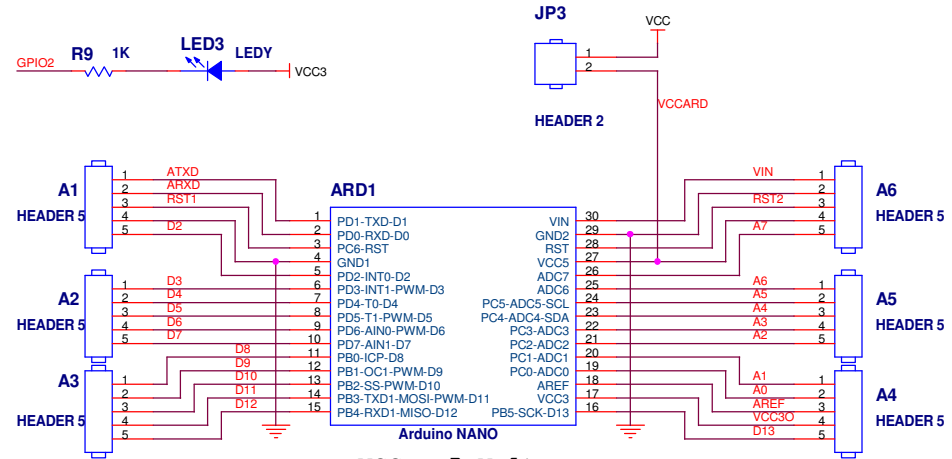 JP3
VCC
R9 1K LED3 LEDY
GPIO2
VCC3
1
2
VCCARD
HEADER 2
A1
HEADER 5
1 ATXD
2 ARXD
3 RST1
4
5 D2
A2
HEADER 5
1 D3
2 D4
3 D5
4 D6
5 D7
A3
HEADER 5
D8
D9
D10
D11
D12
1
2
3
4
5
ARD1
1 PD1-TXD-D1
2 PD0-RXD-D0
3 PC6-RST
4 GND1
5 PD2-INT0-D2
6 PD3-INT1-PWM-D3
7 PD4-T0-D4
8 PD5-T1-PWM-D5
9 PD6-AIN0-PWM-D6
10 PD7-AIN1-D7
11 PB0-ICP-D8
12 PB1-OC1-PWM-D9
13 PB2-SS-PWM-D10
14 PB3-TXD1-MOSI-PWM-D11
15 PB4-RXD1-MISO-D12
VIN 30
GND2 29
RST 28
VCC5 27
ADC7 26
ADC6 25
PC5-ADC5-SCL 24
PC4-ADC4-SDA 23
PC3-ADC3 22
PC2-ADC2 21
PC1-ADC1 20
PC0-ADC0 19
AREF 18
VCC3 17
PB5-SCK-D13 16
Arduino NANO
VIN 1
2
RST2 3
4
A7 5
A6
HEADER 5
A6 1
A5 2
A4 3
A3 4
A2 5
A5
HEADER 5
A1 1
A0 2
AREF 3
VCC3O 4
D13 5
A4
HEADER 5